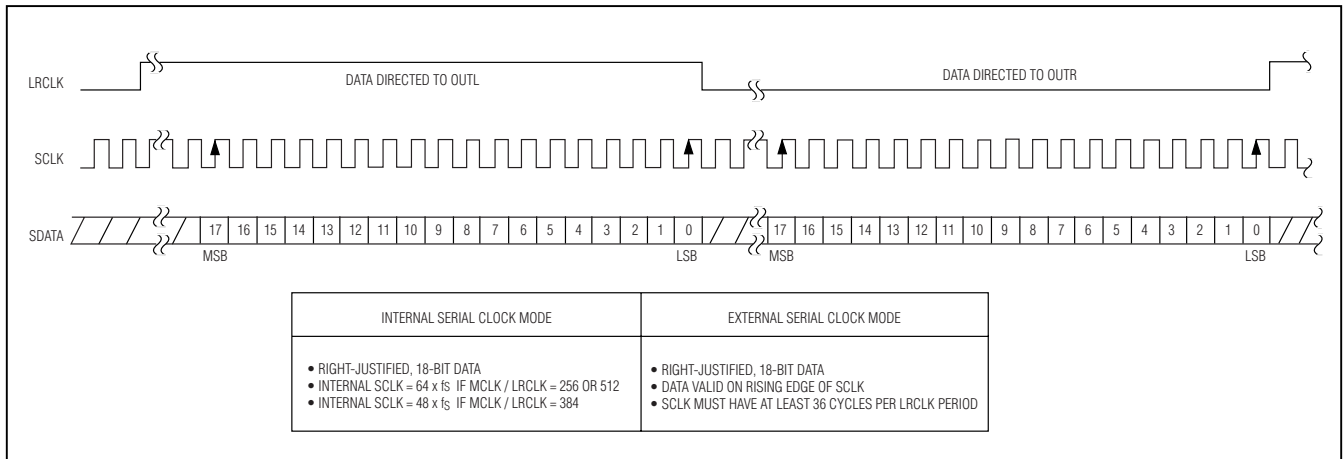 LRCLK
DATA DIRECTED TO OUTL
DATA DIRECTED TO OUTR
SCLK
SDATA
17 16 15 14 13 12 11 10 9 8 7 6 5 4 3 2 1 0
17 16 15 14 13 12 11 10 9 8 7 6 5 4 3 2 1 0
MSB
LSB
MSB
LSB
INTERNAL SERIAL CLOCK MODE
• RIGHT-JUSTIFIED, 18-BIT DATA
• INTERNAL SCLK = 64 x fS IF MCLK / LRCLK = 256 OR 512
• INTERNAL SCLK = 48 x fS IF MCLK / LRCLK = 384
EXTERNAL SERIAL CLOCK MODE
• RIGHT-JUSTIFIED, 18-BIT DATA
• DATA VALID ON RISING EDGE OF SCLK
• SCLK MUST HAVE AT LEAST 36 CYCLES PER LRCLK PERIOD